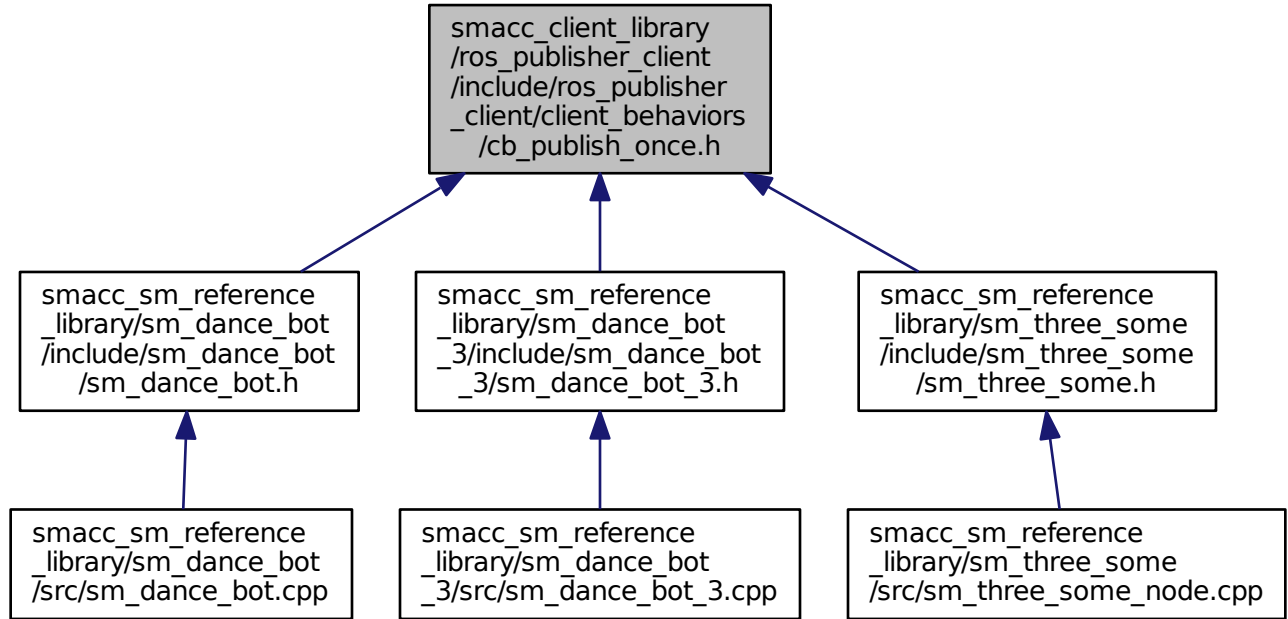 smacc_client_library
/ros_publisher_client
/include/ros_publisher
_client/client_behaviors
/cb_publish_once.h
smacc_sm_reference
_library/sm_dance_bot
/include/sm_dance_bot
/sm_dance_bot.h
smacc_sm_reference
_library/sm_dance_bot
_3/include/sm_dance_bot
_3/sm_dance_bot_3.h
smacc_sm_reference
_library/sm_three_some
/include/sm_three_some
/sm_three_some.h
smacc_sm_reference
_library/sm_dance_bot
/src/sm_dance_bot.cpp
smacc_sm_reference
_library/sm_dance_bot
_3/src/sm_dance_bot_3.cpp
smacc_sm_reference
_library/sm_three_some
/src/sm_three_some_node.cpp